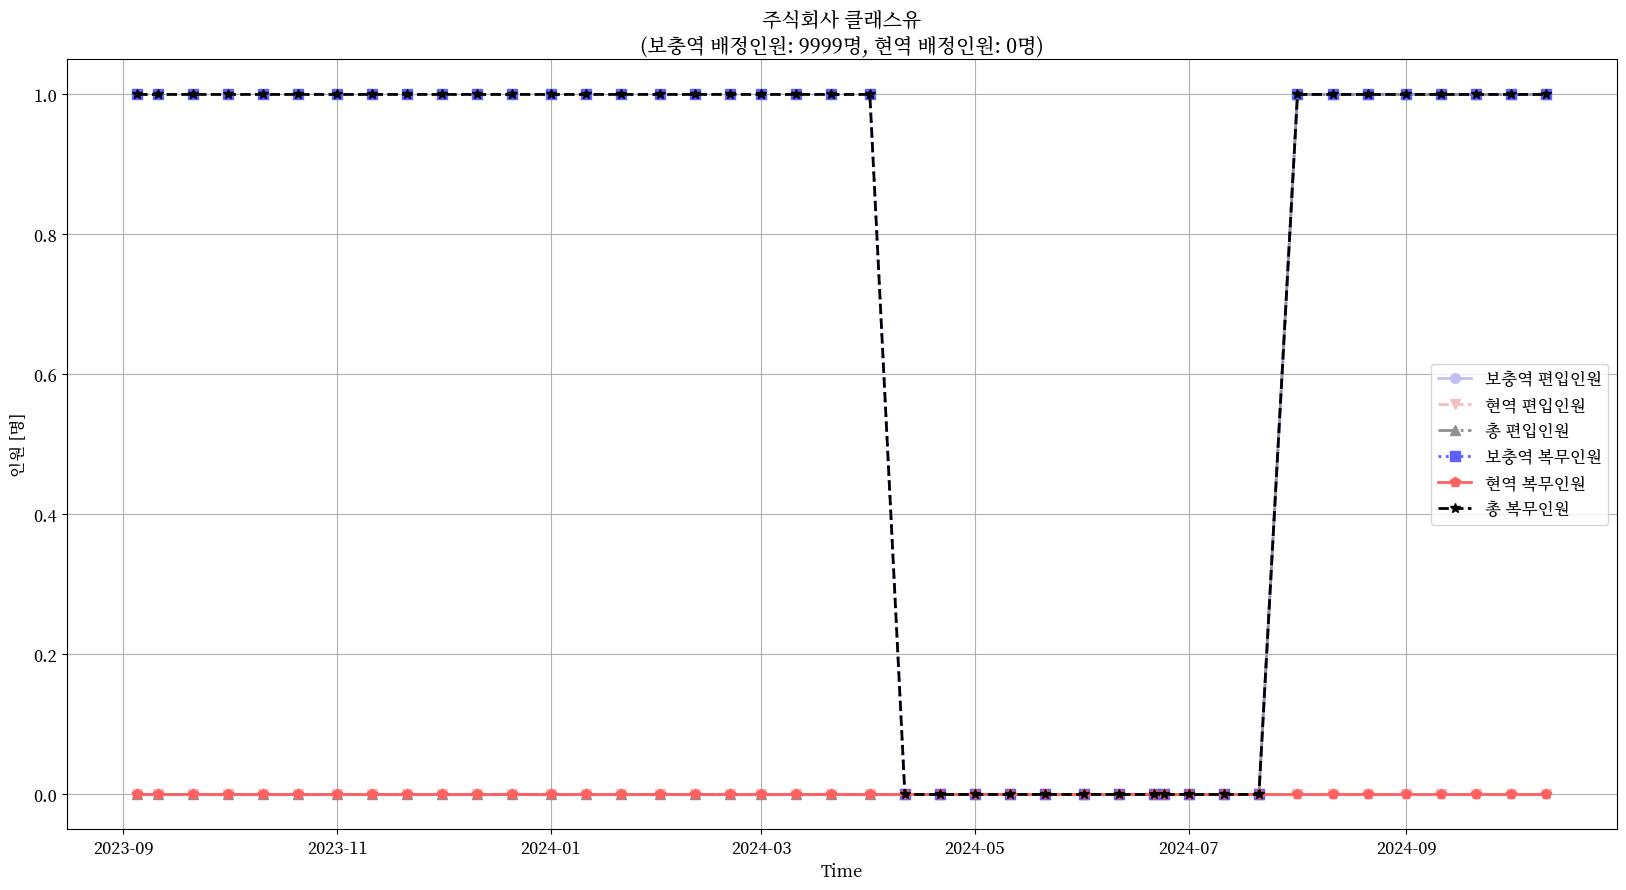 주식회사 클래스유
(보충역 배정인원: 9999명, 현역 배정인원: 0명)
인원 [명]
1.0
0.8
0.6
0.4
0.2
0.0
보충역 편입인원
현역 편입인원
총 편입인원
보충역 복무인원
현역 복무인원
총 복무인원
2023-09
2023-11
2024-01
2024-03
2024-05
2024-07
2024-09
Time